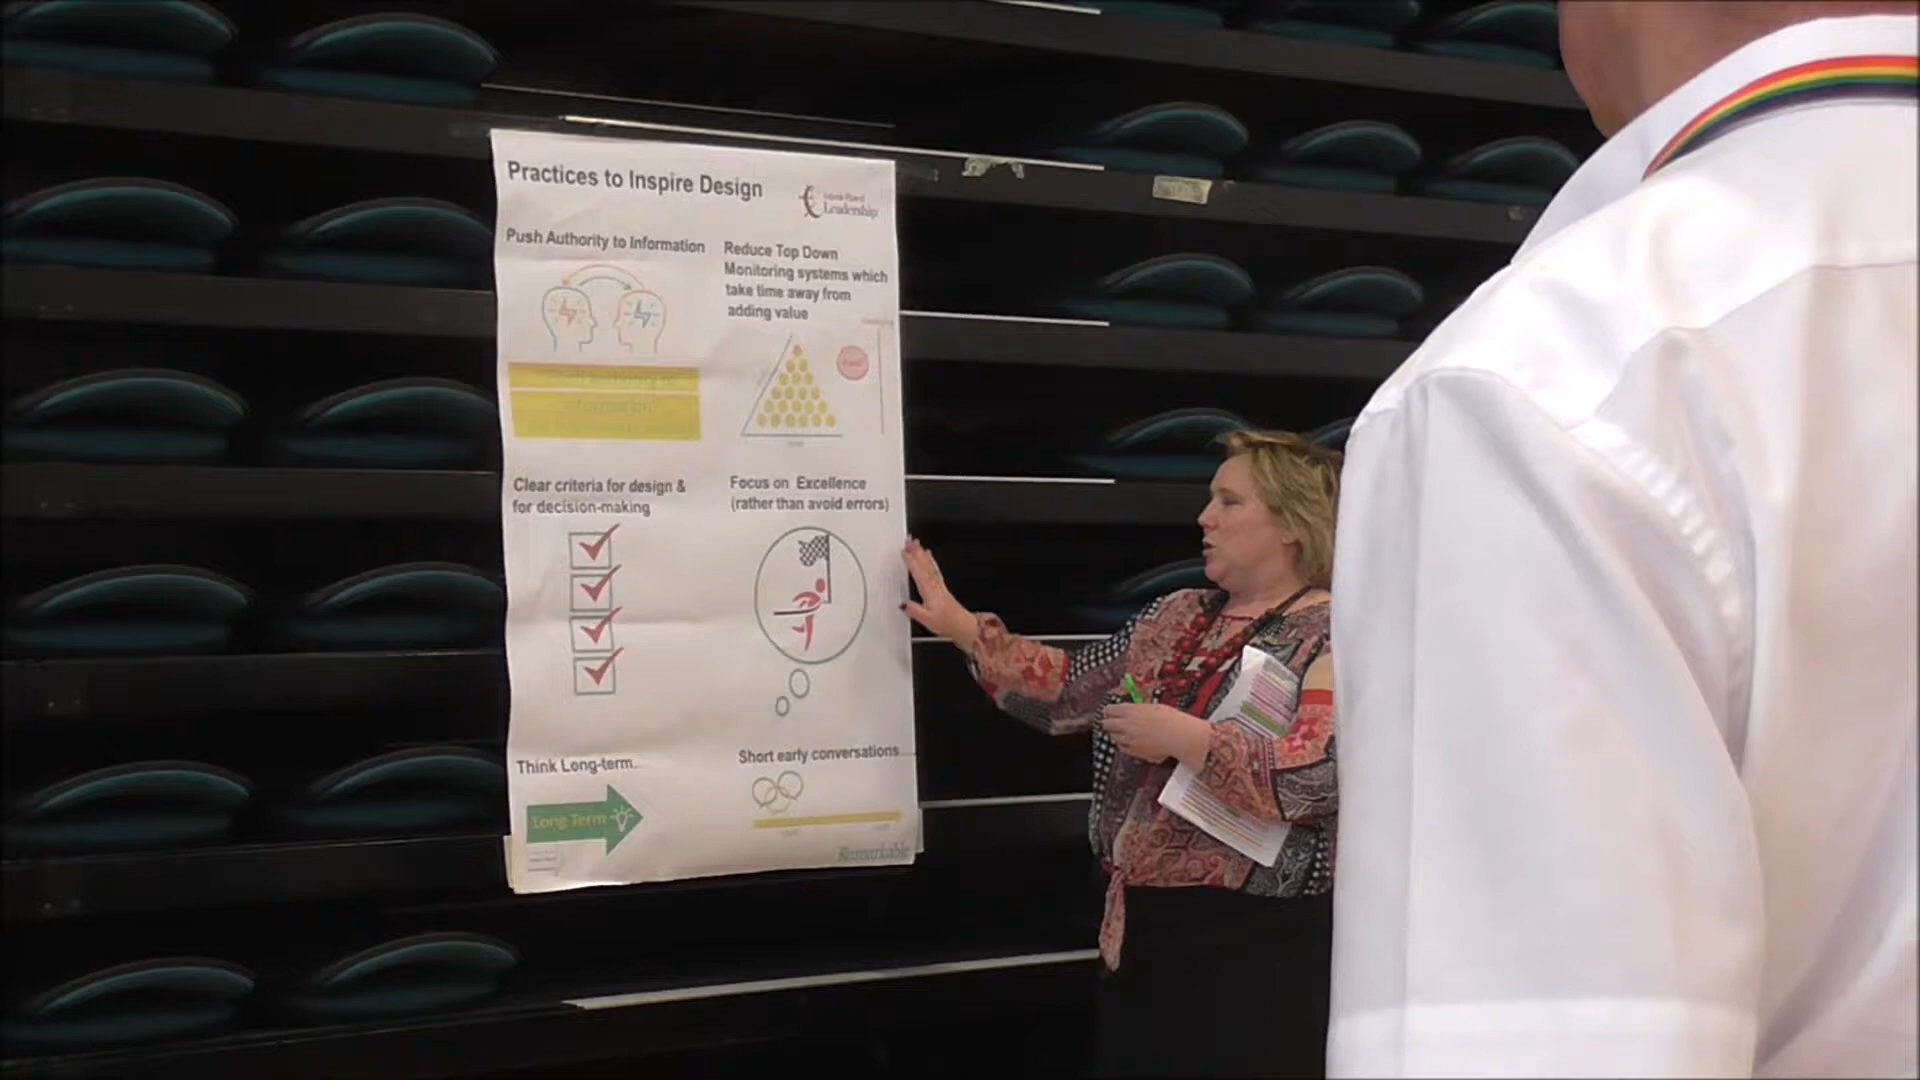 Practices to Inspire Design
Leadership
Push Authority to Information
Reduce Top Down
Monitoring systems which
take time away from
adding value
Clear criteria for design &
for decision-making
Focus on Excellence
(rather than avoid errors)
Think Long-term...
Long Term
Short early conversations....
Remarkable